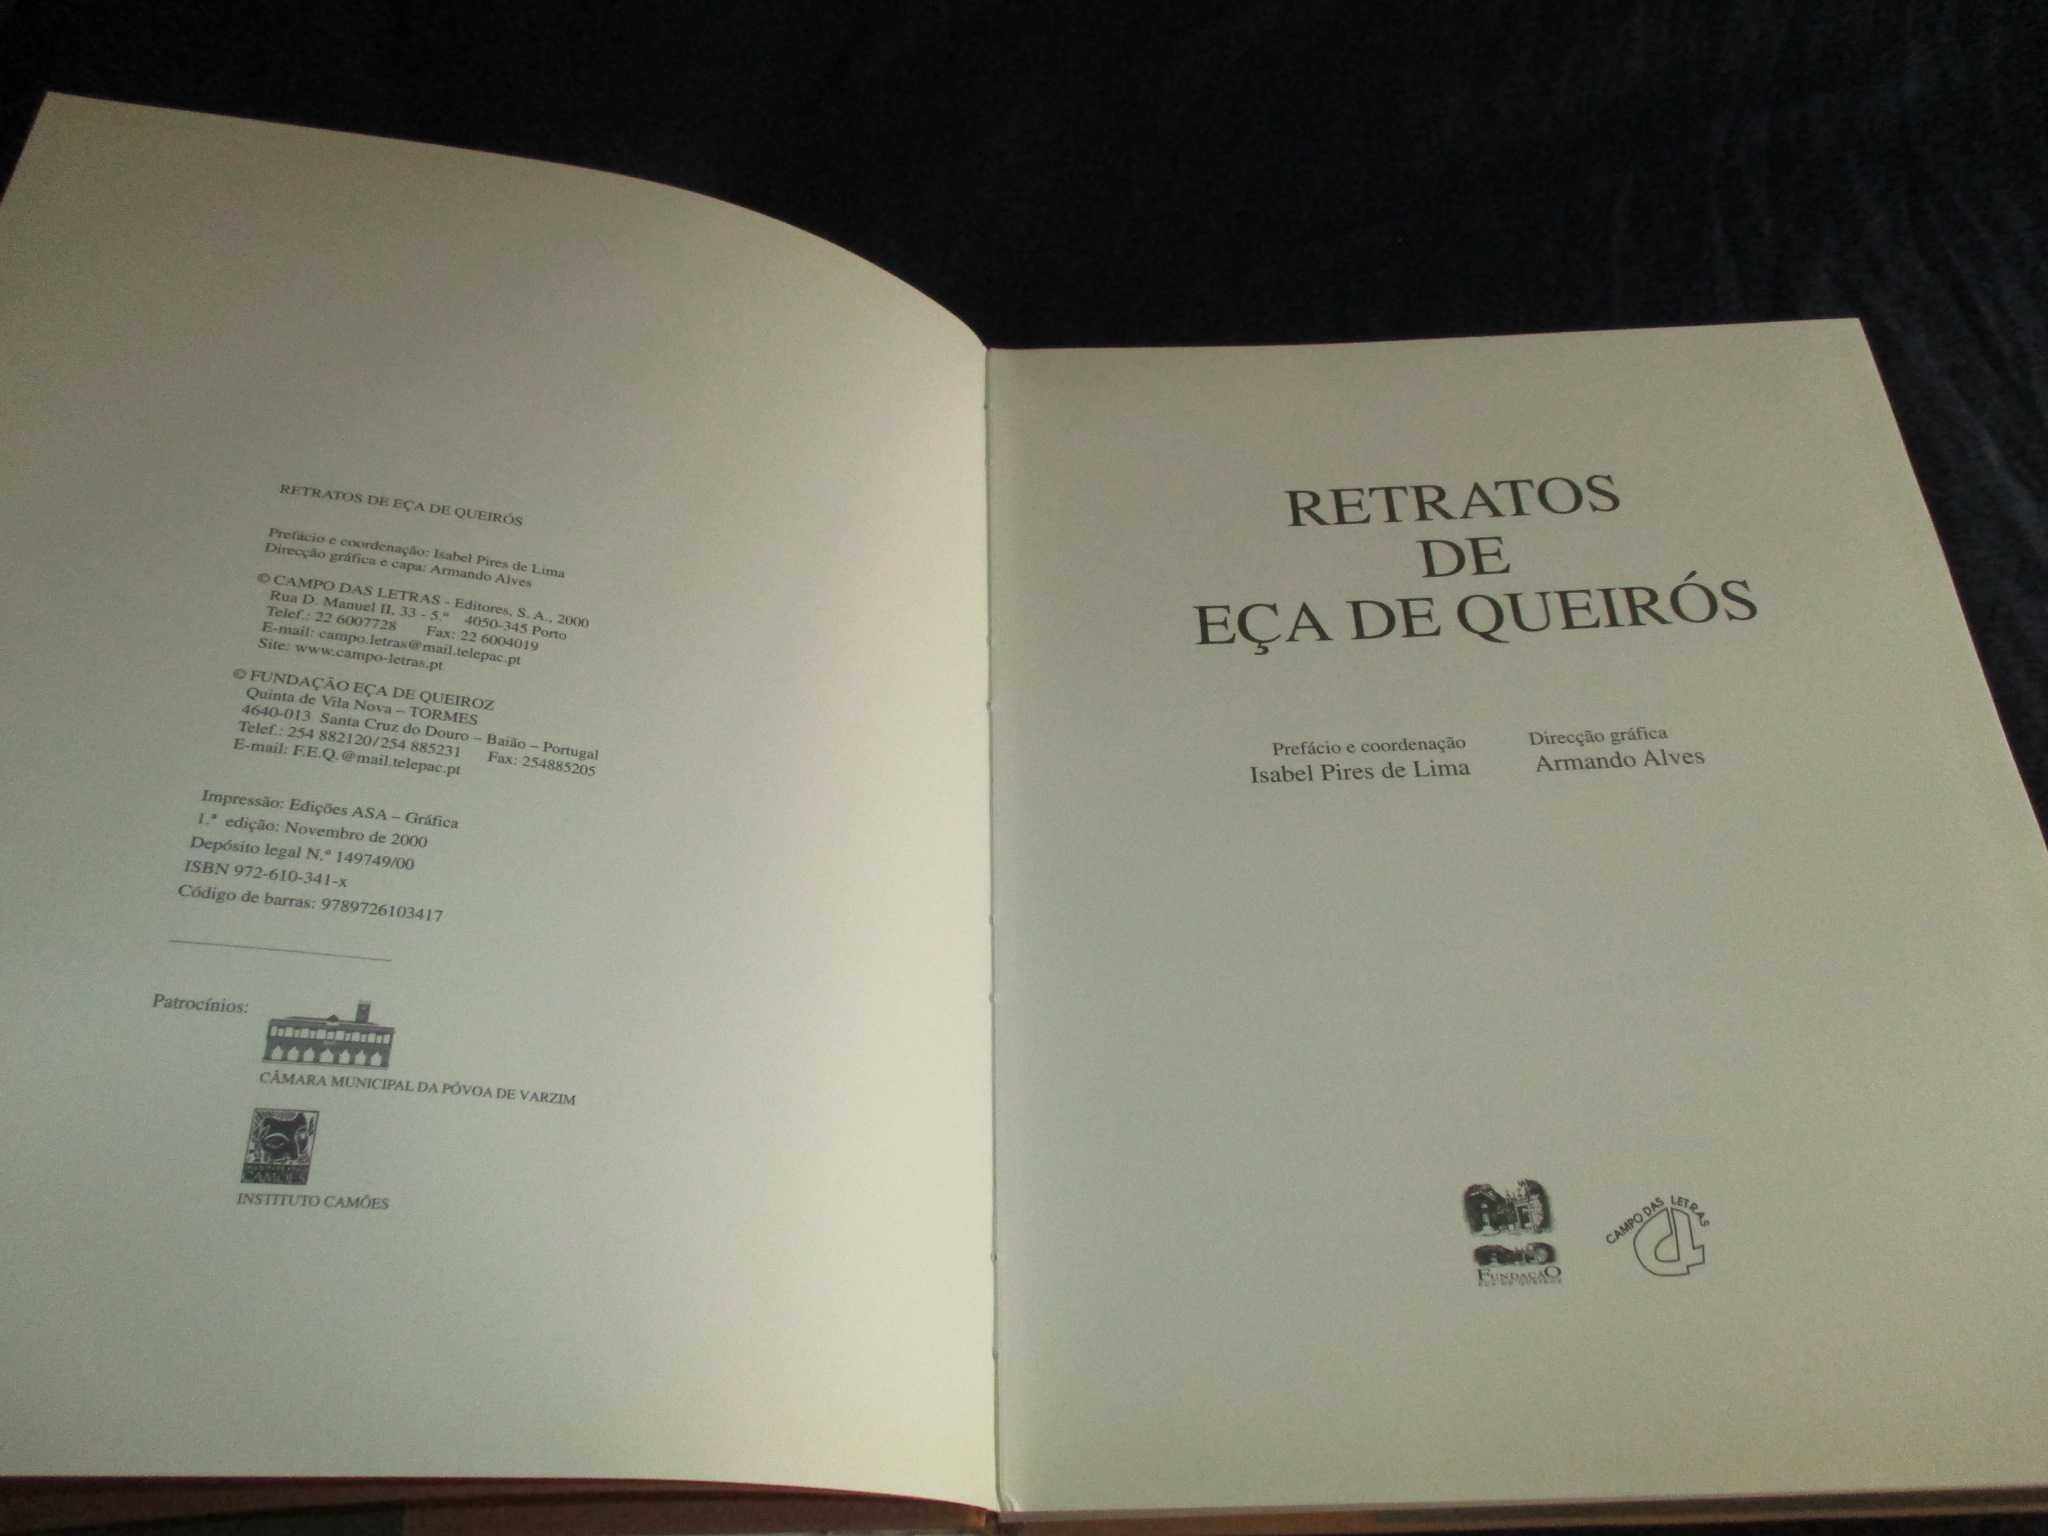 RETRATOS DE EÇA DE QUEIRÓS
Prefácio e coordenação: Isabel Pires de Lima
Direcção gráfica e capa: Armando Alves
© CAMPO DAS LETRAS - Editores, S. A., 2000
Rua D. Manuel II, 33 - 5.º 4050-345 Porto
Telef.: 22 6007728 Fax: 22 6004019
E-mail: campo.letras@mail.telepac.pt
Site: www.campo-letras.pt
© FUNDAÇÃO EÇA DE QUEIROZ
Quinta de Vila Nova – TORMES
4640-013 Santa Cruz do Douro – Baião – Portugal
Telef.: 254 882120/254 885231 Fax: 254885205
E-mail: F.E.Q.@mail.telepac.pt
Impressão: Edições ASA – Gráfica
1.ª edição: Novembro de 2000
Depósito legal N.º 149749/00
ISBN 972-610-341-x
Código de barras: 9789726103417
Patrocínios:
CÂMARA MUNICIPAL DA PÓVOA DE VARZIM
CAMÕES
INSTITUTO CAMÕES
RETRATOS
DE
EÇA DE QUEIRÓS
Prefácio e coordenação
Isabel Pires de Lima
Direcção gráfica
Armando Alves
FUNDAÇÃO
EÇA DE QUEIROZ
CAMPO DAS LETRAS